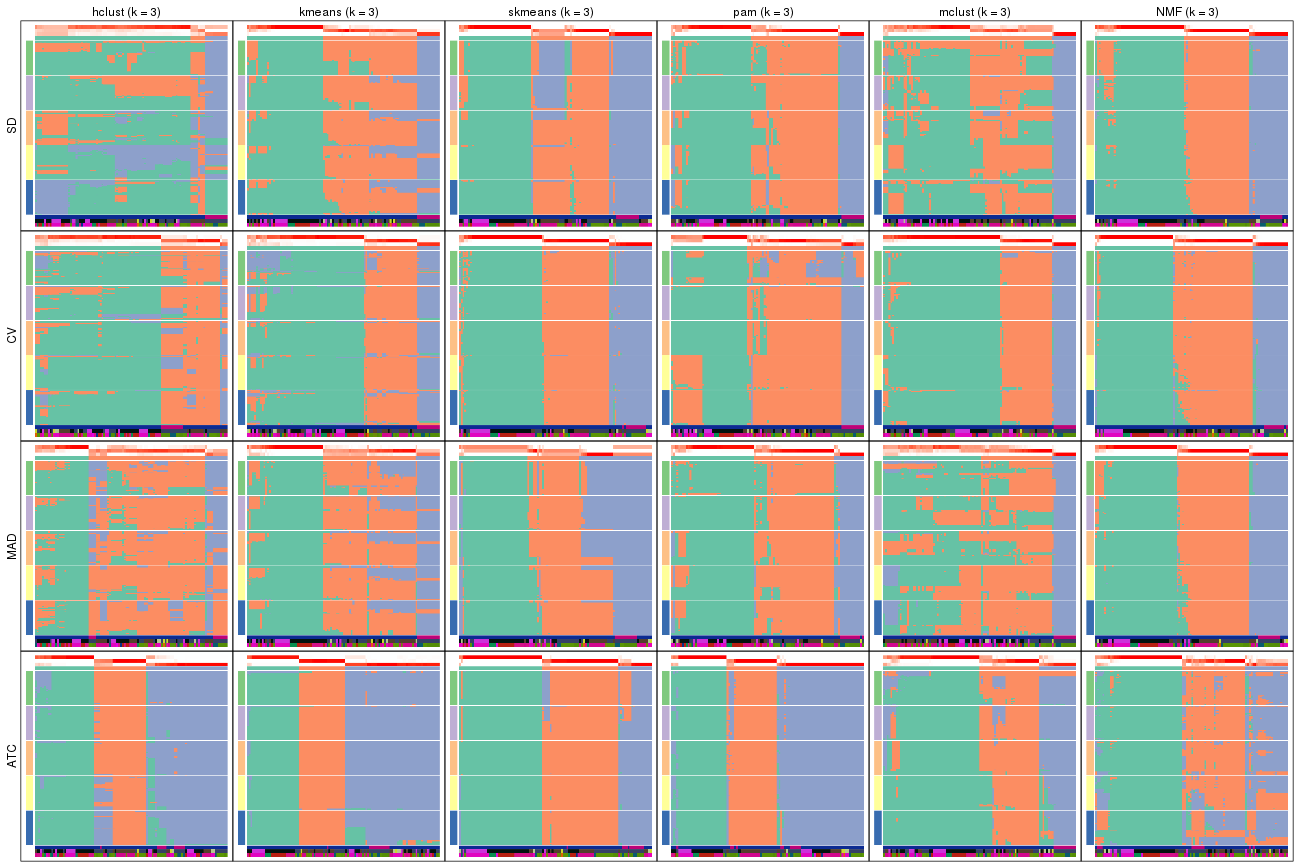 hclust (k = 3) kmeans (k = 3) skmeans (k = 3) pam (k = 3) mclust (k = 3) NMF (k = 3)
SD
CV
MAD
ATC